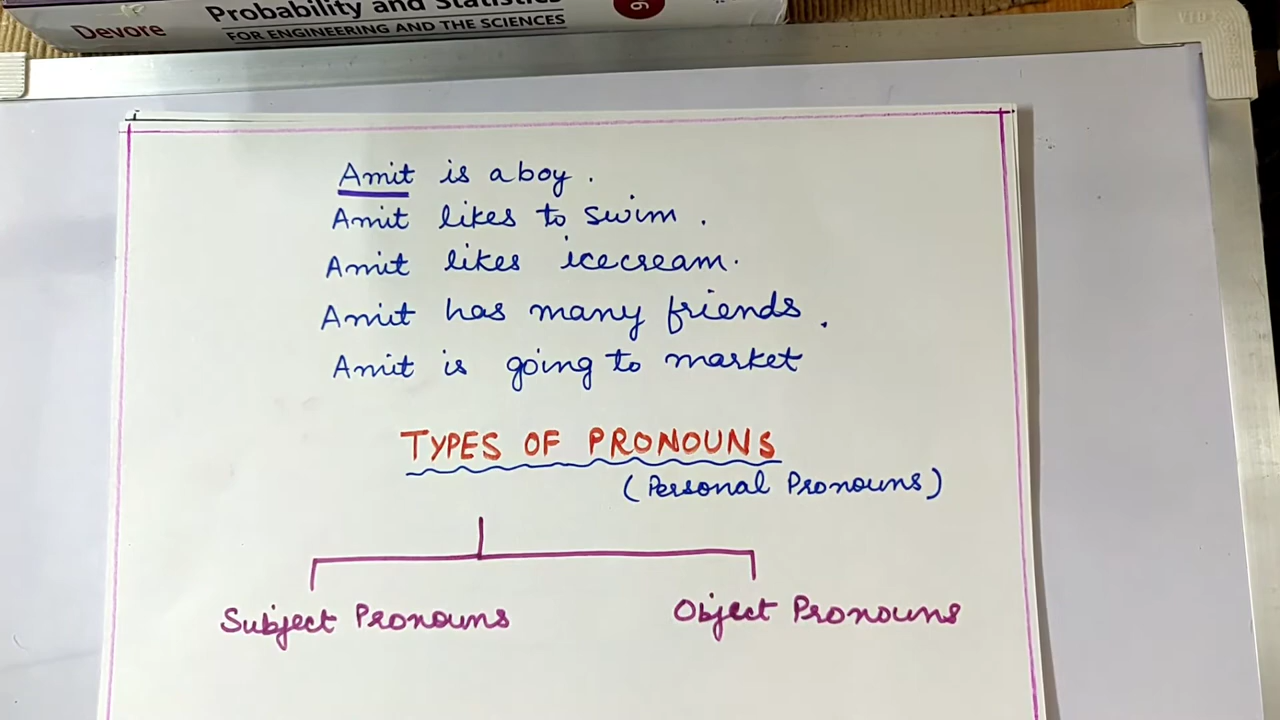 Probability and Statistics
Devore
FOR ENGINEERING AND THE SCIENCES
9
Amit is a boy.
Amit likes to swim.
Amit likes icecream.
Amit has many friends.
Amit is going to market
TYPES OF PRONOUNS
(Personal Pronouns)
Subject Pronouns
Object Pronouns